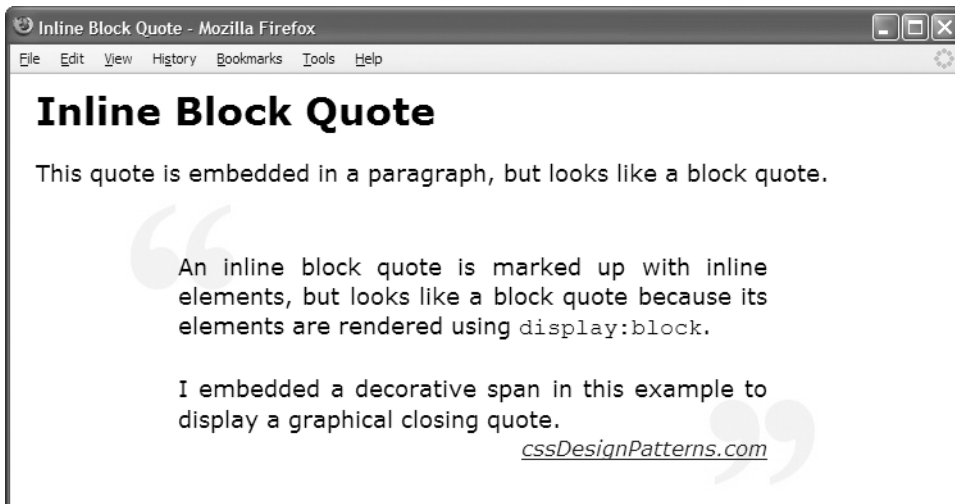 Inline Block Quote - Mozilla Firefox
File Edit View History Bookmarks Tools Help
Inline Block Quote
This quote is embedded in a paragraph, but looks like a block quote.
“
An inline block quote is marked up with inline
elements, but looks like a block quote because its
elements are rendered using display:block.
I embedded a decorative span in this example to
display a graphical closing quote.
”
cssDesignPatterns.com